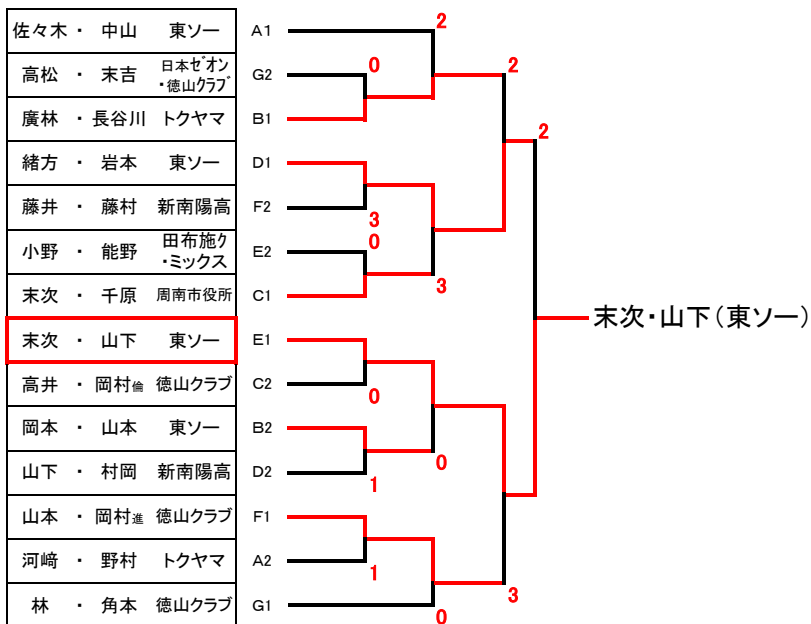 佐々木 ・ 中山 東ソー A1 2
高松 ・ 末吉 日本ゼオン・徳山クラブ G2 0 2
廣林 ・ 長谷川 トクヤマ B1 2
緒方 ・ 岩本 東ソー D1
藤井 ・ 藤村 新南陽高 F2 3
小野 ・ 能野 田布施ク・ミックス E2 0
末次 ・ 千原 周南市役所 C1 3
末次・山下(東ソー)
末次 ・ 山下 東ソー E1
高井 ・ 岡村倫 徳山クラブ C2 0
岡本 ・ 山本 東ソー B2 0
山下 ・ 村岡 新南陽高 D2 1
山本 ・ 岡村進 徳山クラブ F1
河﨑 ・ 野村 トクヤマ A2 1 3
林 ・ 角本 徳山クラブ G1 0